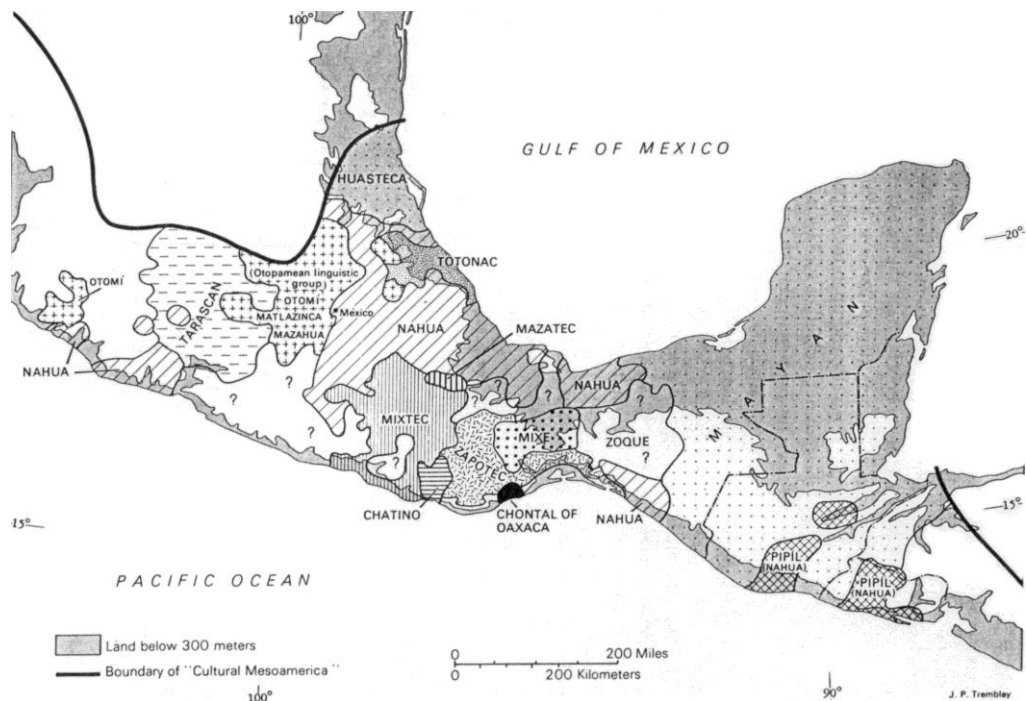 100°
GULF OF MEXICO
HUASTECA
20°
TOTONAC
(Otopamean linguistic
group)
OTOMÍ
OTOMÍ
MATLAZINCA
México
MAZAHUA
TARASCAN
NAHUA
MAZATEC
NAHUA
NAHUA
?
?
?
?
?
?
MAYAN
MIXTEC
MIXE
ZOQUE
?
?
ZAPOTEC
CHATINO
CHONTAL OF
OAXACA
NAHUA
15°
15°
PIPIL
(NAHUA)
PIPIL
(NAHUA)
PACIFIC OCEAN
Land below 300 meters
Boundary of "Cultural Mesoamerica"
0 200 Miles
0 200 Kilometers
100°
90°
J. P. Trembley